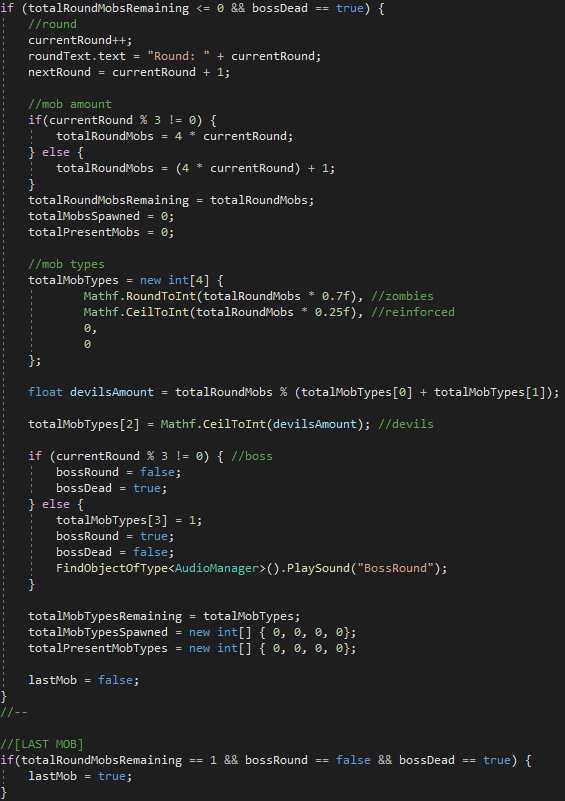 if (totalRoundMobsRemaining <= 0 && bossDead == true) {
//round
currentRound++;
roundText.text = "Round: " + currentRound;
nextRound = currentRound + 1;
//mob amount
if(currentRound % 3 != 0) {
totalRoundMobs = 4 * currentRound;
} else {
totalRoundMobs = (4 * currentRound) + 1;
}
totalRoundMobsRemaining = totalRoundMobs;
totalMobsSpawned = 0;
totalPresentMobs = 0;
//mob types
totalMobTypes = new int[4] {
Mathf.RoundToInt(totalRoundMobs * 0.7f), //zombies
Mathf.CeilToInt(totalRoundMobs * 0.25f), //reinforced
0,
0
};
float devilsAmount = totalRoundMobs % (totalMobTypes[0] + totalMobTypes[1]);
totalMobTypes[2] = Mathf.CeilToInt(devilsAmount); //devils
if (currentRound % 3 != 0) { //boss
bossRound = false;
bossDead = true;
} else {
totalMobTypes[3] = 1;
bossRound = true;
bossDead = false;
FindObjectOfType<AudioManager>().PlaySound("BossRound");
}
totalMobTypesRemaining = totalMobTypes;
totalMobTypesSpawned = new int[] { 0, 0, 0, 0};
totalPresentMobTypes = new int[] { 0, 0, 0, 0};
lastMob = false;
}
//--
//[LAST MOB]
if(totalRoundMobsRemaining == 1 && bossRound == false && bossDead == true) {
lastMob = true;
}